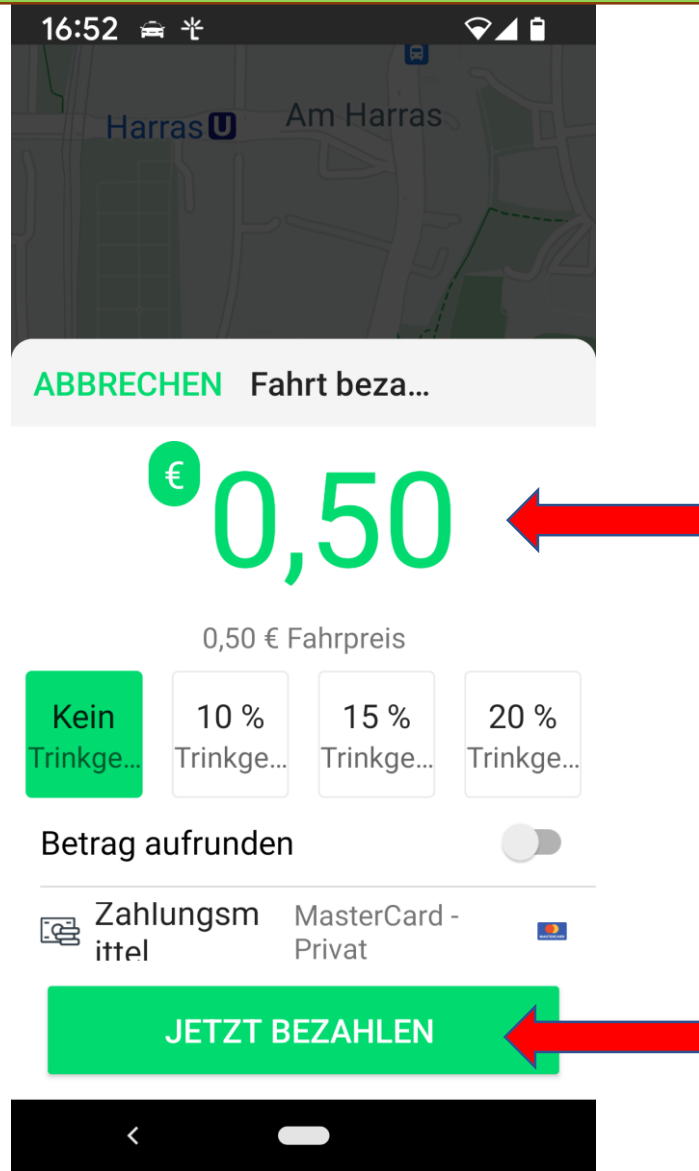 16:52
Harras U
Am Harras
ABBRECHEN Fahrt beza...
€ 0,50
0,50 € Fahrpreis
Kein 10 % 15 % 20 %
Trinkge... Trinkge... Trinkge... Trinkge...
Betrag aufrunden
Zahlungsm MasterCard -
ittel Privat
JETZT BEZAHLEN